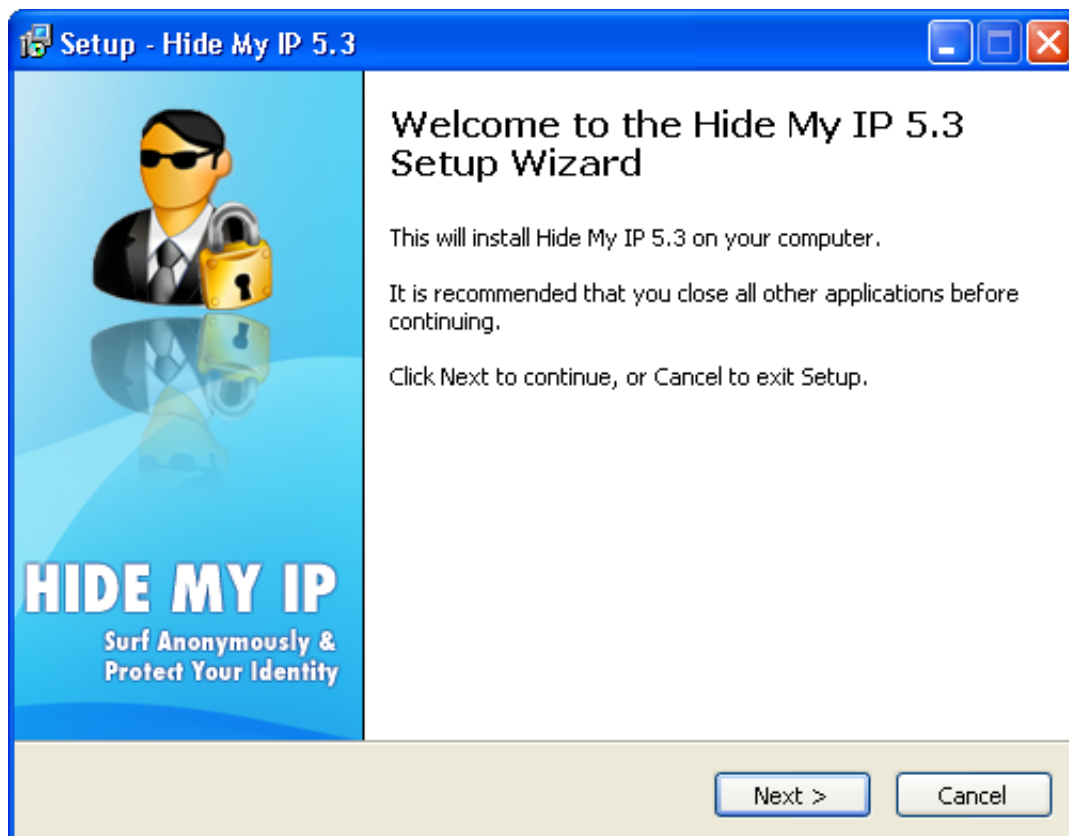 Setup - Hide My IP 5.3
Welcome to the Hide My IP 5.3
Setup Wizard
This will install Hide My IP 5.3 on your computer.
It is recommended that you close all other applications before
continuing.
Click Next to continue, or Cancel to exit Setup.
HIDE MY IP
Surf Anonymously &
Protect Your Identity
Next >
Cancel